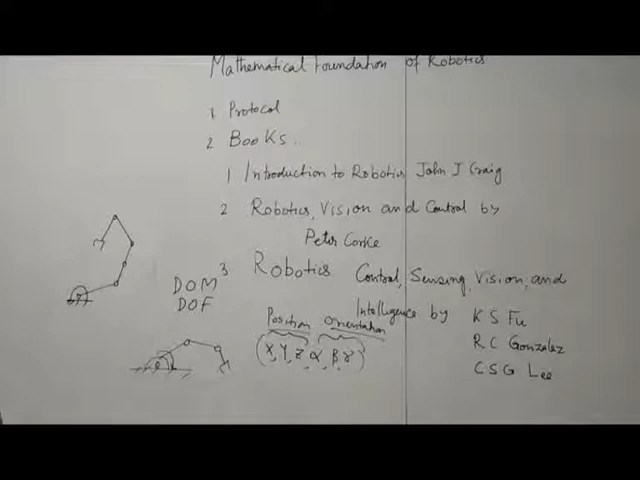 Mathematical Foundation of Robotics
1 Protocol
2 Books..
1 Introduction to Robotics John J Craig
2 Robotics, Vision and Control by
Peter Corke
3 Robotics Control, Sensing, Vision, and
Intelligence by K S Fu
R C Gonzalez
C S G Lee
DOM
DOF
Position Orientation
(X, Y, Z, α, β, γ)